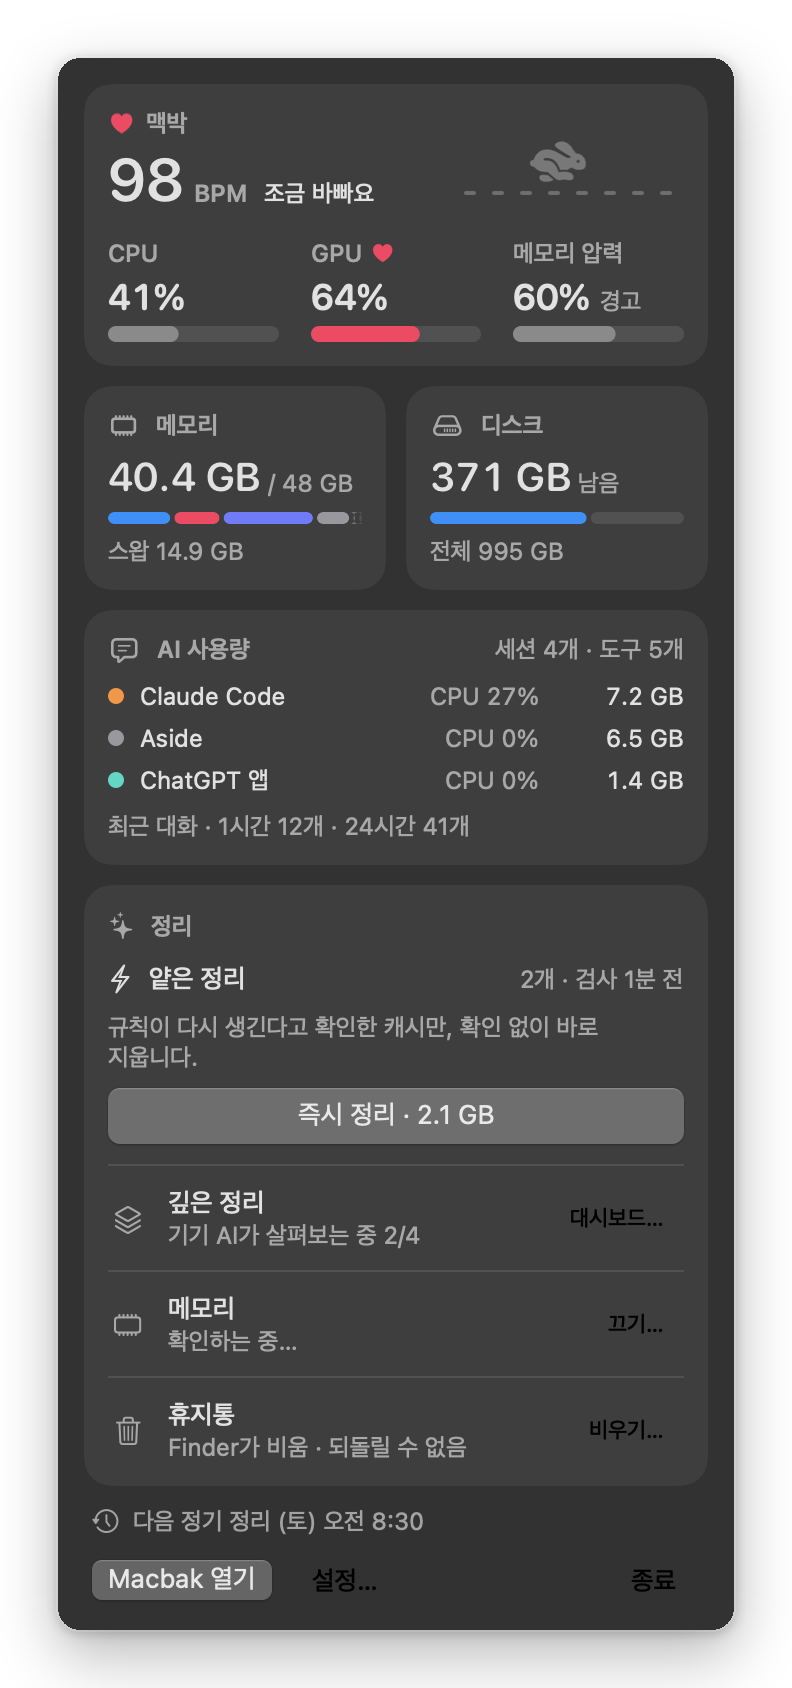 맥박
98 BPM 조금 바빠요
CPU GPU 메모리 압력
41% 64% 60% 경고
메모리
40.4 GB / 48 GB
스왑 14.9 GB
디스크
371 GB 남음
전체 995 GB
AI 사용량 세션 4개 · 도구 5개
Claude Code CPU 27% 7.2 GB
Aside CPU 0% 6.5 GB
ChatGPT 앱 CPU 0% 1.4 GB
최근 대화 · 1시간 12개 · 24시간 41개
정리
얕은 정리 2개 · 검사 1분 전
규칙이 다시 생긴다고 확인한 캐시만, 확인 없이 바로
지웁니다.
즉시 정리 · 2.1 GB
깊은 정리
기기 AI가 살펴보는 중 2/4
대시보드...
메모리
확인하는 중...
끄기...
휴지통
Finder가 비움 · 되돌릴 수 없음
비우기...
다음 정기 정리 (토) 오전 8:30
Macbak 열기 설정... 종료